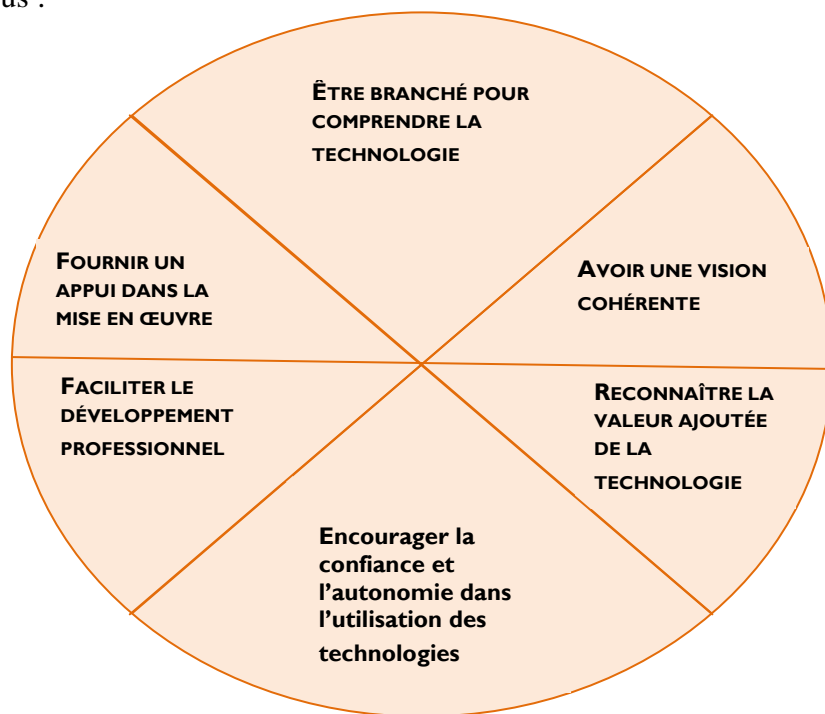 us :
ÊTRE BRANCHÉ POUR
COMPRENDRE LA
TECHNOLOGIE
AVOIR UNE VISION
COHÉRENTE
RECONNAÎTRE LA
VALEUR AJOUTÉE
DE LA
TECHNOLOGIE
Encourager la
confiance et
l'autonomie dans
l'utilisation des
technologies
FACILITER LE
DÉVELOPPEMENT
PROFESSIONNEL
FOURNIR UN
APPUI DANS LA
MISE EN ŒUVRE